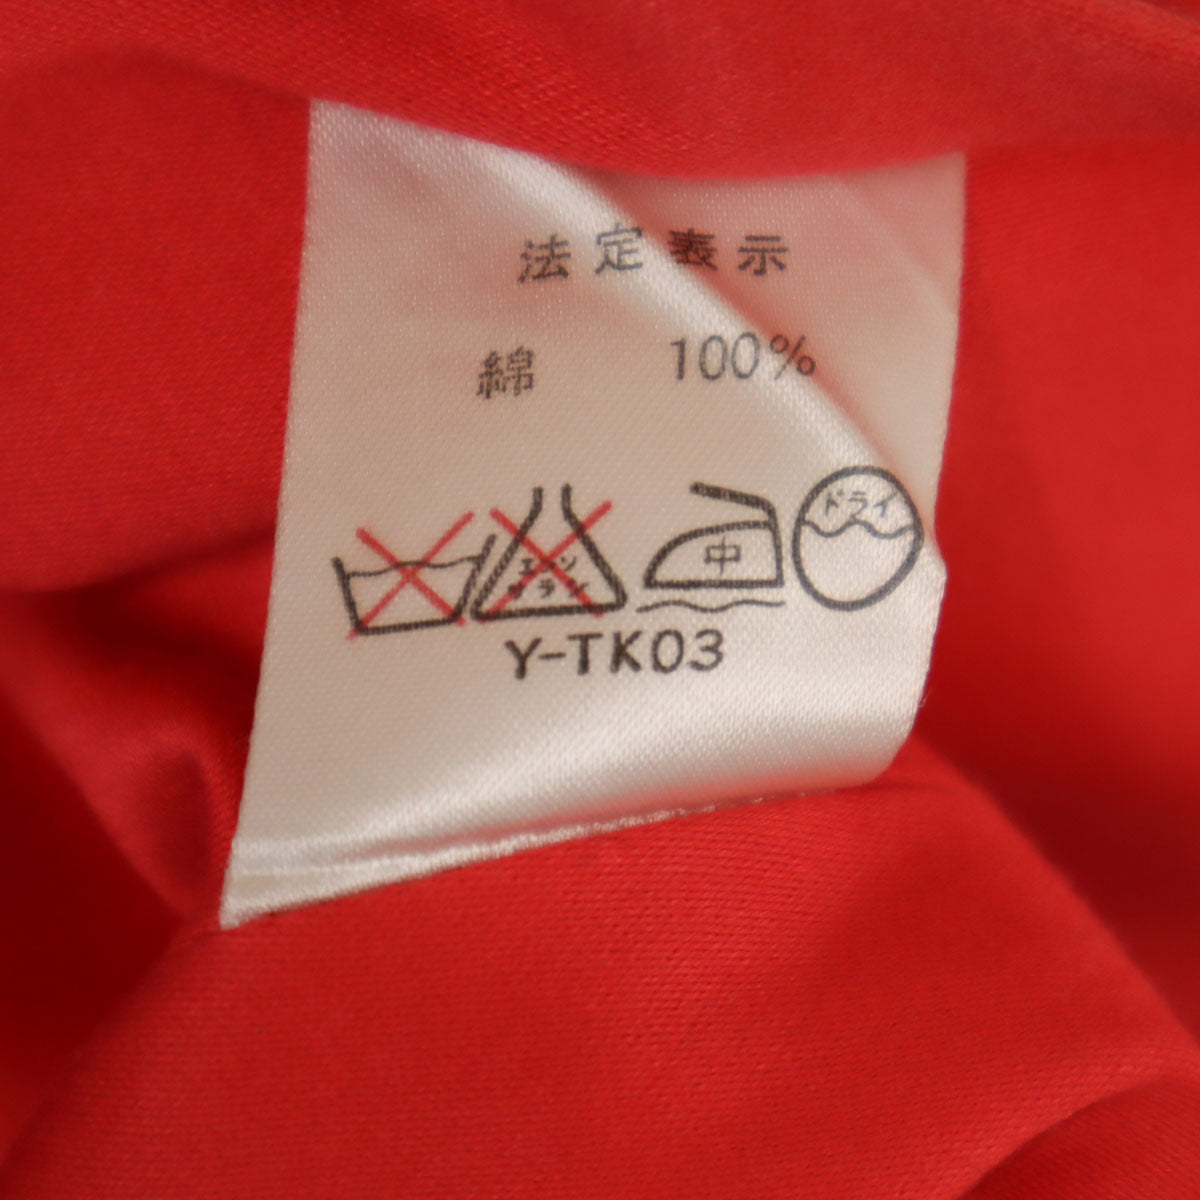 法定表示
綿 100%
エンソ サラシ 中 ドライ
Y-TK03